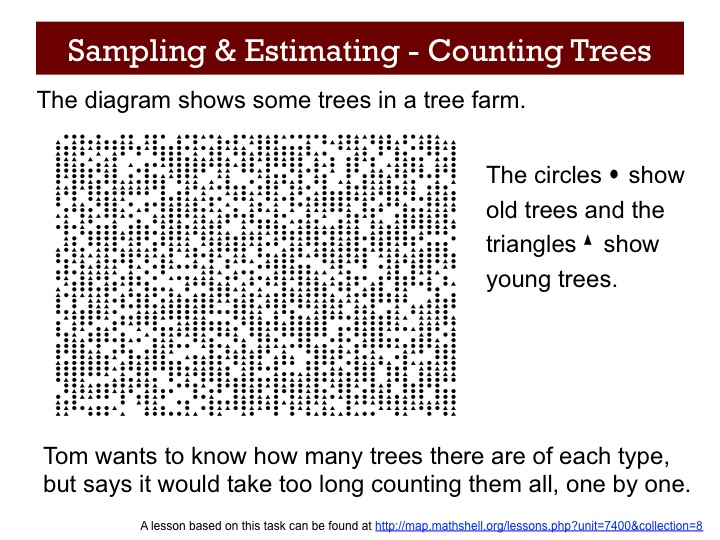 Sampling & Estimating - Counting Trees
The diagram shows some trees in a tree farm.
The circles ● show
old trees and the
triangles ▲ show
young trees.
Tom wants to know how many trees there are of each type,
but says it would take too long counting them all, one by one.
A lesson based on this task can be found at http://map.mathshell.org/lessons.php?unit=7400&collection=8